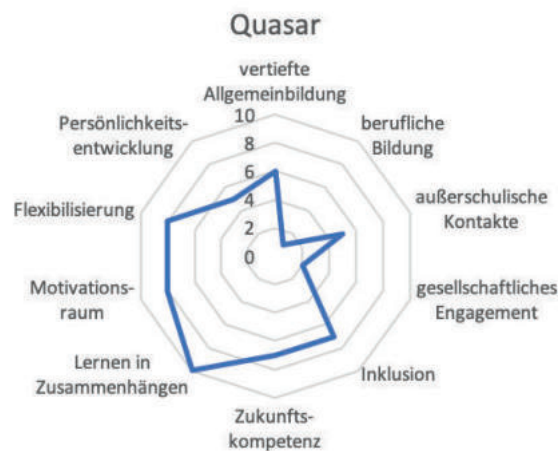 Quasar
vertiefte
Allgemeinbildung
berufliche
Bildung
außerschulische
Kontakte
gesellschaftliches
Engagement
Inklusion
Zukunfts-
kompetenz
Lernen in
Zusammenhängen
Motivations-
raum
Flexibilisierung
Persönlichkeits-
entwicklung
10
8
6
4
2
0